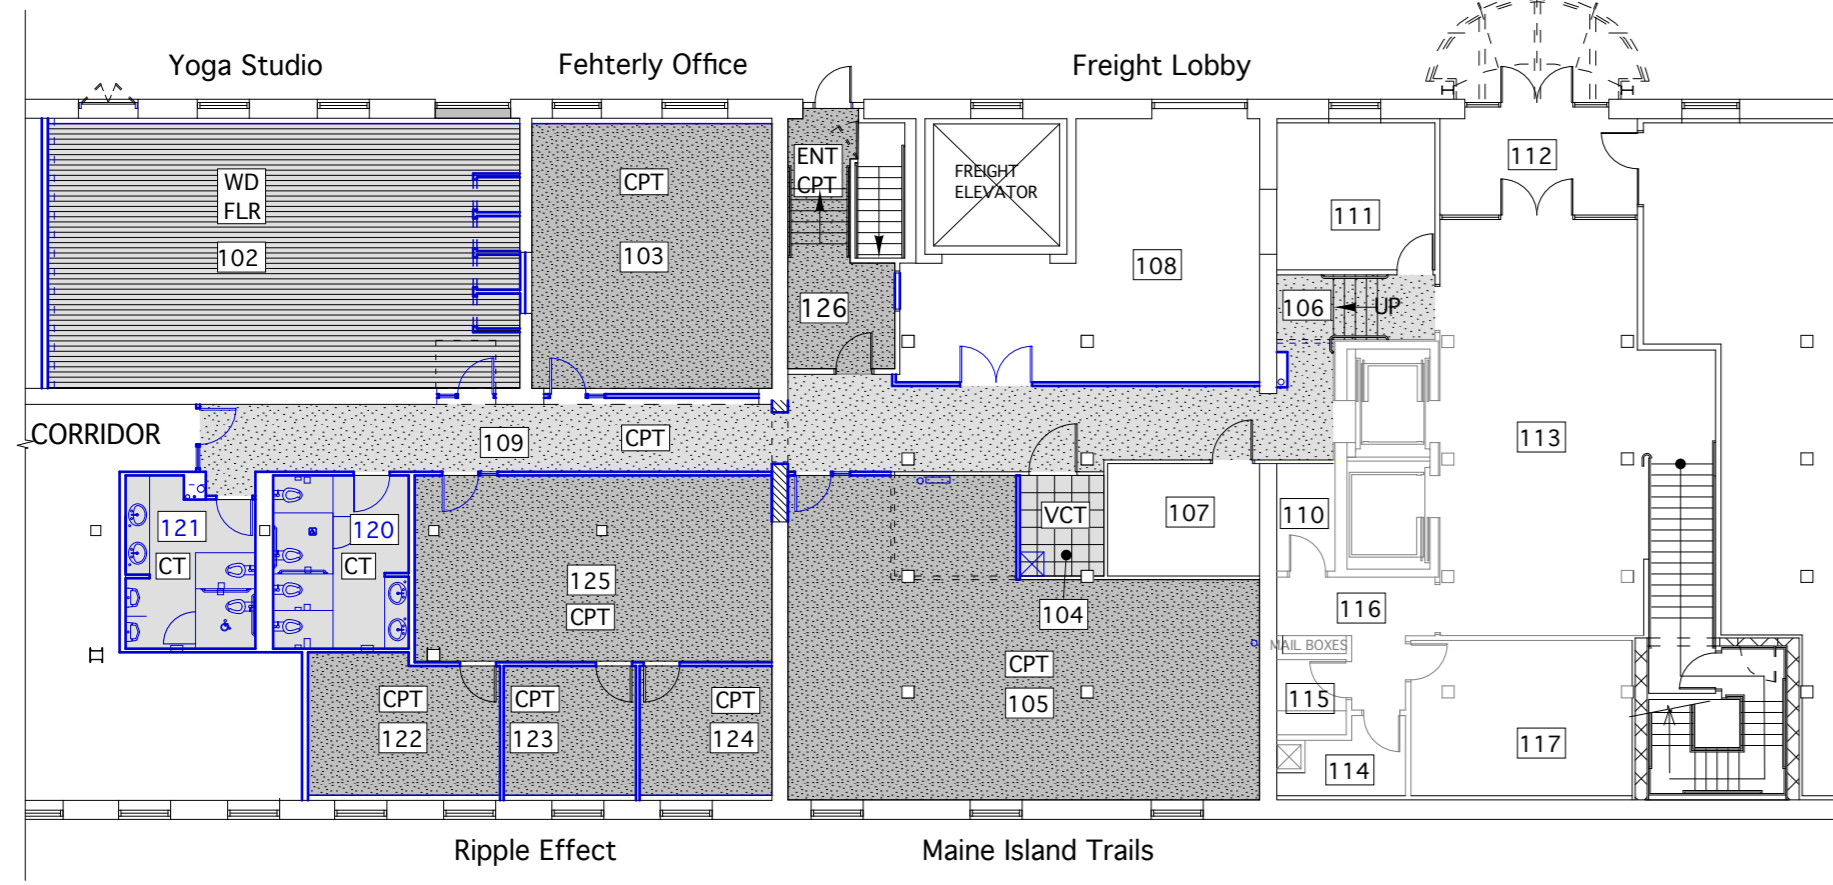 Yoga Studio
Fehterly Office
Freight Lobby
WD
FLR
102
CPT
103
ENT
CPT
126
FREIGHT
ELEVATOR
108
111
112
106
UP
CORRIDOR
109
CPT
113
121
CT
120
CT
125
CPT
VCT
104
107
110
116
MAIL BOXES
CPT
122
CPT
123
CPT
124
CPT
105
115
114
117
Ripple Effect
Maine Island Trails